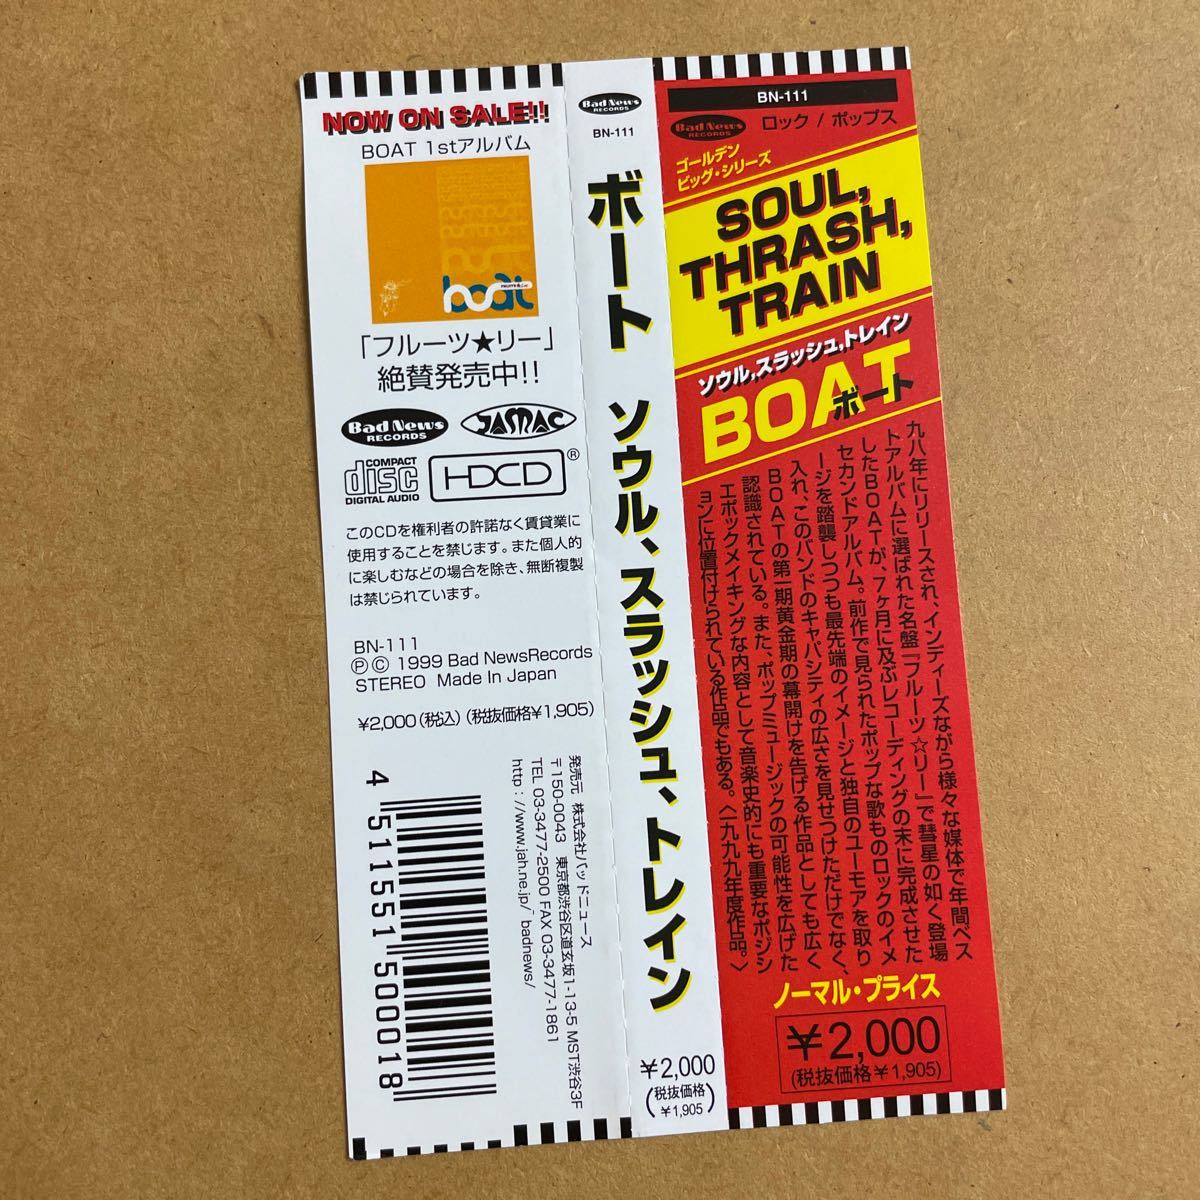 NOW ON SALE!!
BOAT 1stアルバム
boat
「フルーツ★リー」
絶賛発売中!!
Bad News
RECORDS
JASRAC
COMPACT
disc
DIGITAL AUDIO
HDCD®
このCDを権利者の許諾なく賃貸業に
使用することを禁じます。また個人的
に楽しむなどの場合を除き、無断複製
は禁じられています。
BN-111
ⓅⒸ 1999 Bad NewsRecords
STEREO Made In Japan
¥2,000(税込)(税抜価格¥1,905)
4 511551 500018
発売元 株式会社バッドニュース
〒150-0043 東京都渋谷区道玄坂1-13-5 MST渋谷3F
TEL 03-3477-2500 FAX 03-3477-1861
http://www.jah.ne.jp/ badnews/
Bad News
RECORDS
BN-111
ボート ソウル、スラッシュ、トレイン
¥2,000
(税抜価格
¥1,905)
BN-111
Bad News
RECORDS
ロック / ポップス
ゴールデン
ビッグ・シリーズ
SOUL,
THRASH,
TRAIN
ソウル,スラッシュ,トレイン
BOAT
ボート
九八年にリリースされ、インディーズながら様々な媒体で年間ベス
トアルバムに選ばれた名盤「フルーツ☆リー」で彗星の如く登場
したBOATが、7ヶ月に及ぶレコーディングの末に完成させた
セカンドアルバム。前作で見られたポップな歌ものロックのイメ
ージを踏襲しつつも最先端のイメージと独自のユーモアを取り
入れ、このバンドのキャパシティの広さを見せつけただけでなく、
BOATの第一期黄金期の幕開けを告げる作品としても広く
認識されている。また、ポップミュージックの可能性を広げた
エポックメイキングな内容として音楽史的にも重要なポジシ
ョンに位置付けられている作品でもある。〈一九九九年度作品。〉
ノーマル・プライス
¥2,000
(税抜価格¥1,905)